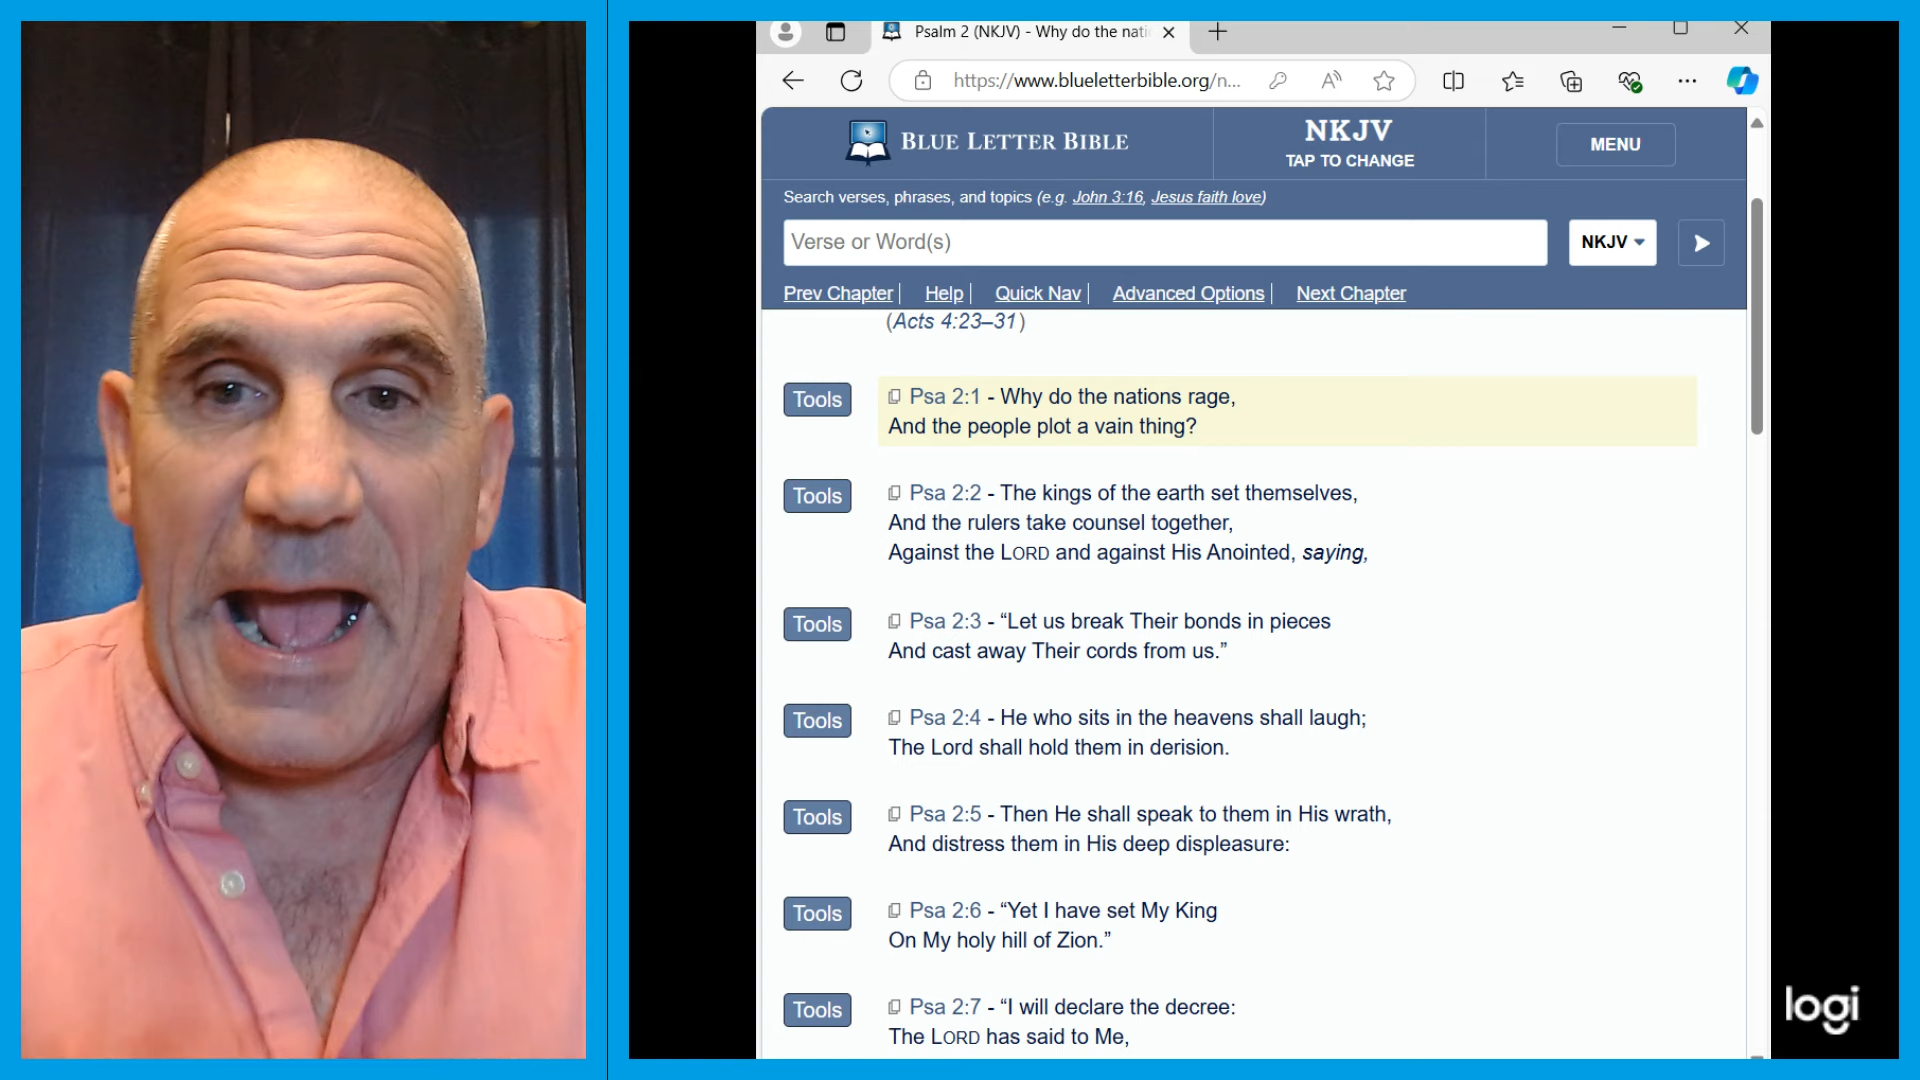 Psalm 2 (NKJV) - Why do the nati
https://www.blueletterbible.org/n...
BLUE LETTER BIBLE
NKJV
TAP TO CHANGE
MENU
Search verses, phrases, and topics (e.g. John 3:16, Jesus faith love)
Verse or Word(s)
NKJV
Prev Chapter
Help
Quick Nav
Advanced Options
Next Chapter
(Acts 4:23–31)
Tools
Psa 2:1 - Why do the nations rage,
And the people plot a vain thing?
Tools
Psa 2:2 - The kings of the earth set themselves,
And the rulers take counsel together,
Against the LORD and against His Anointed, saying,
Tools
Psa 2:3 - “Let us break Their bonds in pieces
And cast away Their cords from us.”
Tools
Psa 2:4 - He who sits in the heavens shall laugh;
The Lord shall hold them in derision.
Tools
Psa 2:5 - Then He shall speak to them in His wrath,
And distress them in His deep displeasure:
Tools
Psa 2:6 - “Yet I have set My King
On My holy hill of Zion.”
Tools
Psa 2:7 - “I will declare the decree:
The LORD has said to Me,
logi